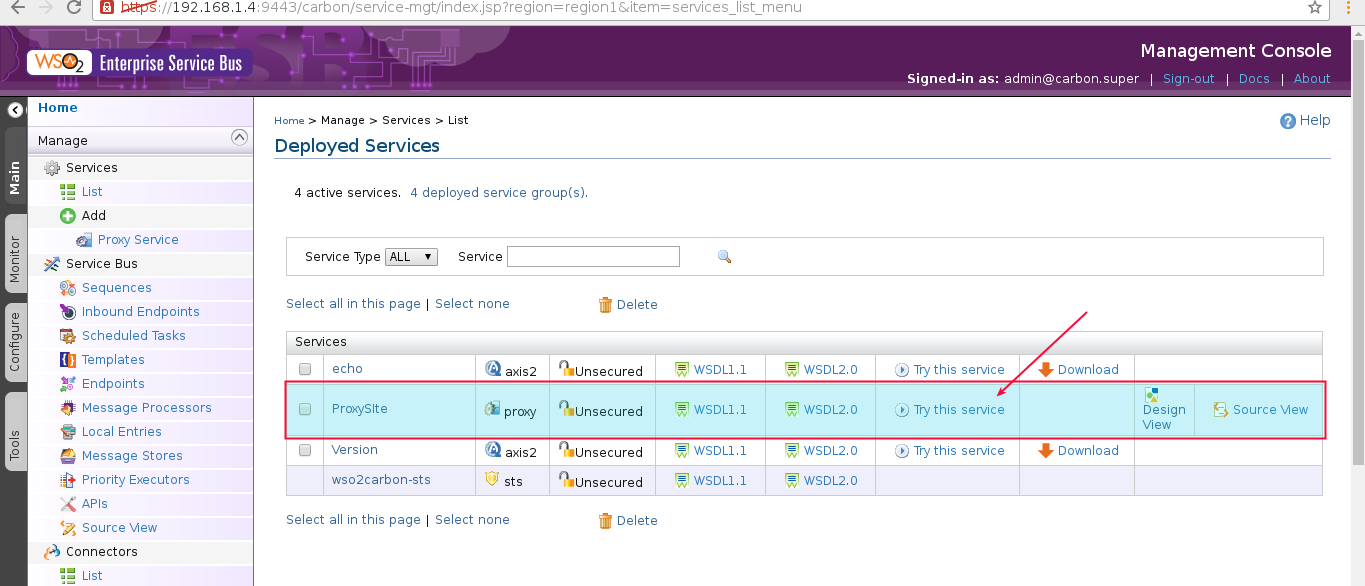 https://192.168.1.4:9443/carbon/service-mgt/index.jsp?region=region1&item=services_list_menu
WSO2 Enterprise Service Bus
Management Console
Signed-in as: admin@carbon.super | Sign-out | Docs | About
Main
Monitor
Configure
Tools
Home
Manage
Services
List
Add
Proxy Service
Service Bus
Sequences
Inbound Endpoints
Scheduled Tasks
Templates
Endpoints
Message Processors
Local Entries
Message Stores
Priority Executors
APIs
Source View
Connectors
List
Home > Manage > Services > List
Help
Deployed Services
4 active services. 4 deployed service group(s).
Service Type ALL Service
Select all in this page | Select none Delete
Services
echo axis2 Unsecured WSDL1.1 WSDL2.0 Try this service Download
ProxySIte proxy Unsecured WSDL1.1 WSDL2.0 Try this service Design View Source View
Version axis2 Unsecured WSDL1.1 WSDL2.0 Try this service Download
wso2carbon-sts sts Unsecured WSDL1.1 WSDL2.0
Select all in this page | Select none Delete